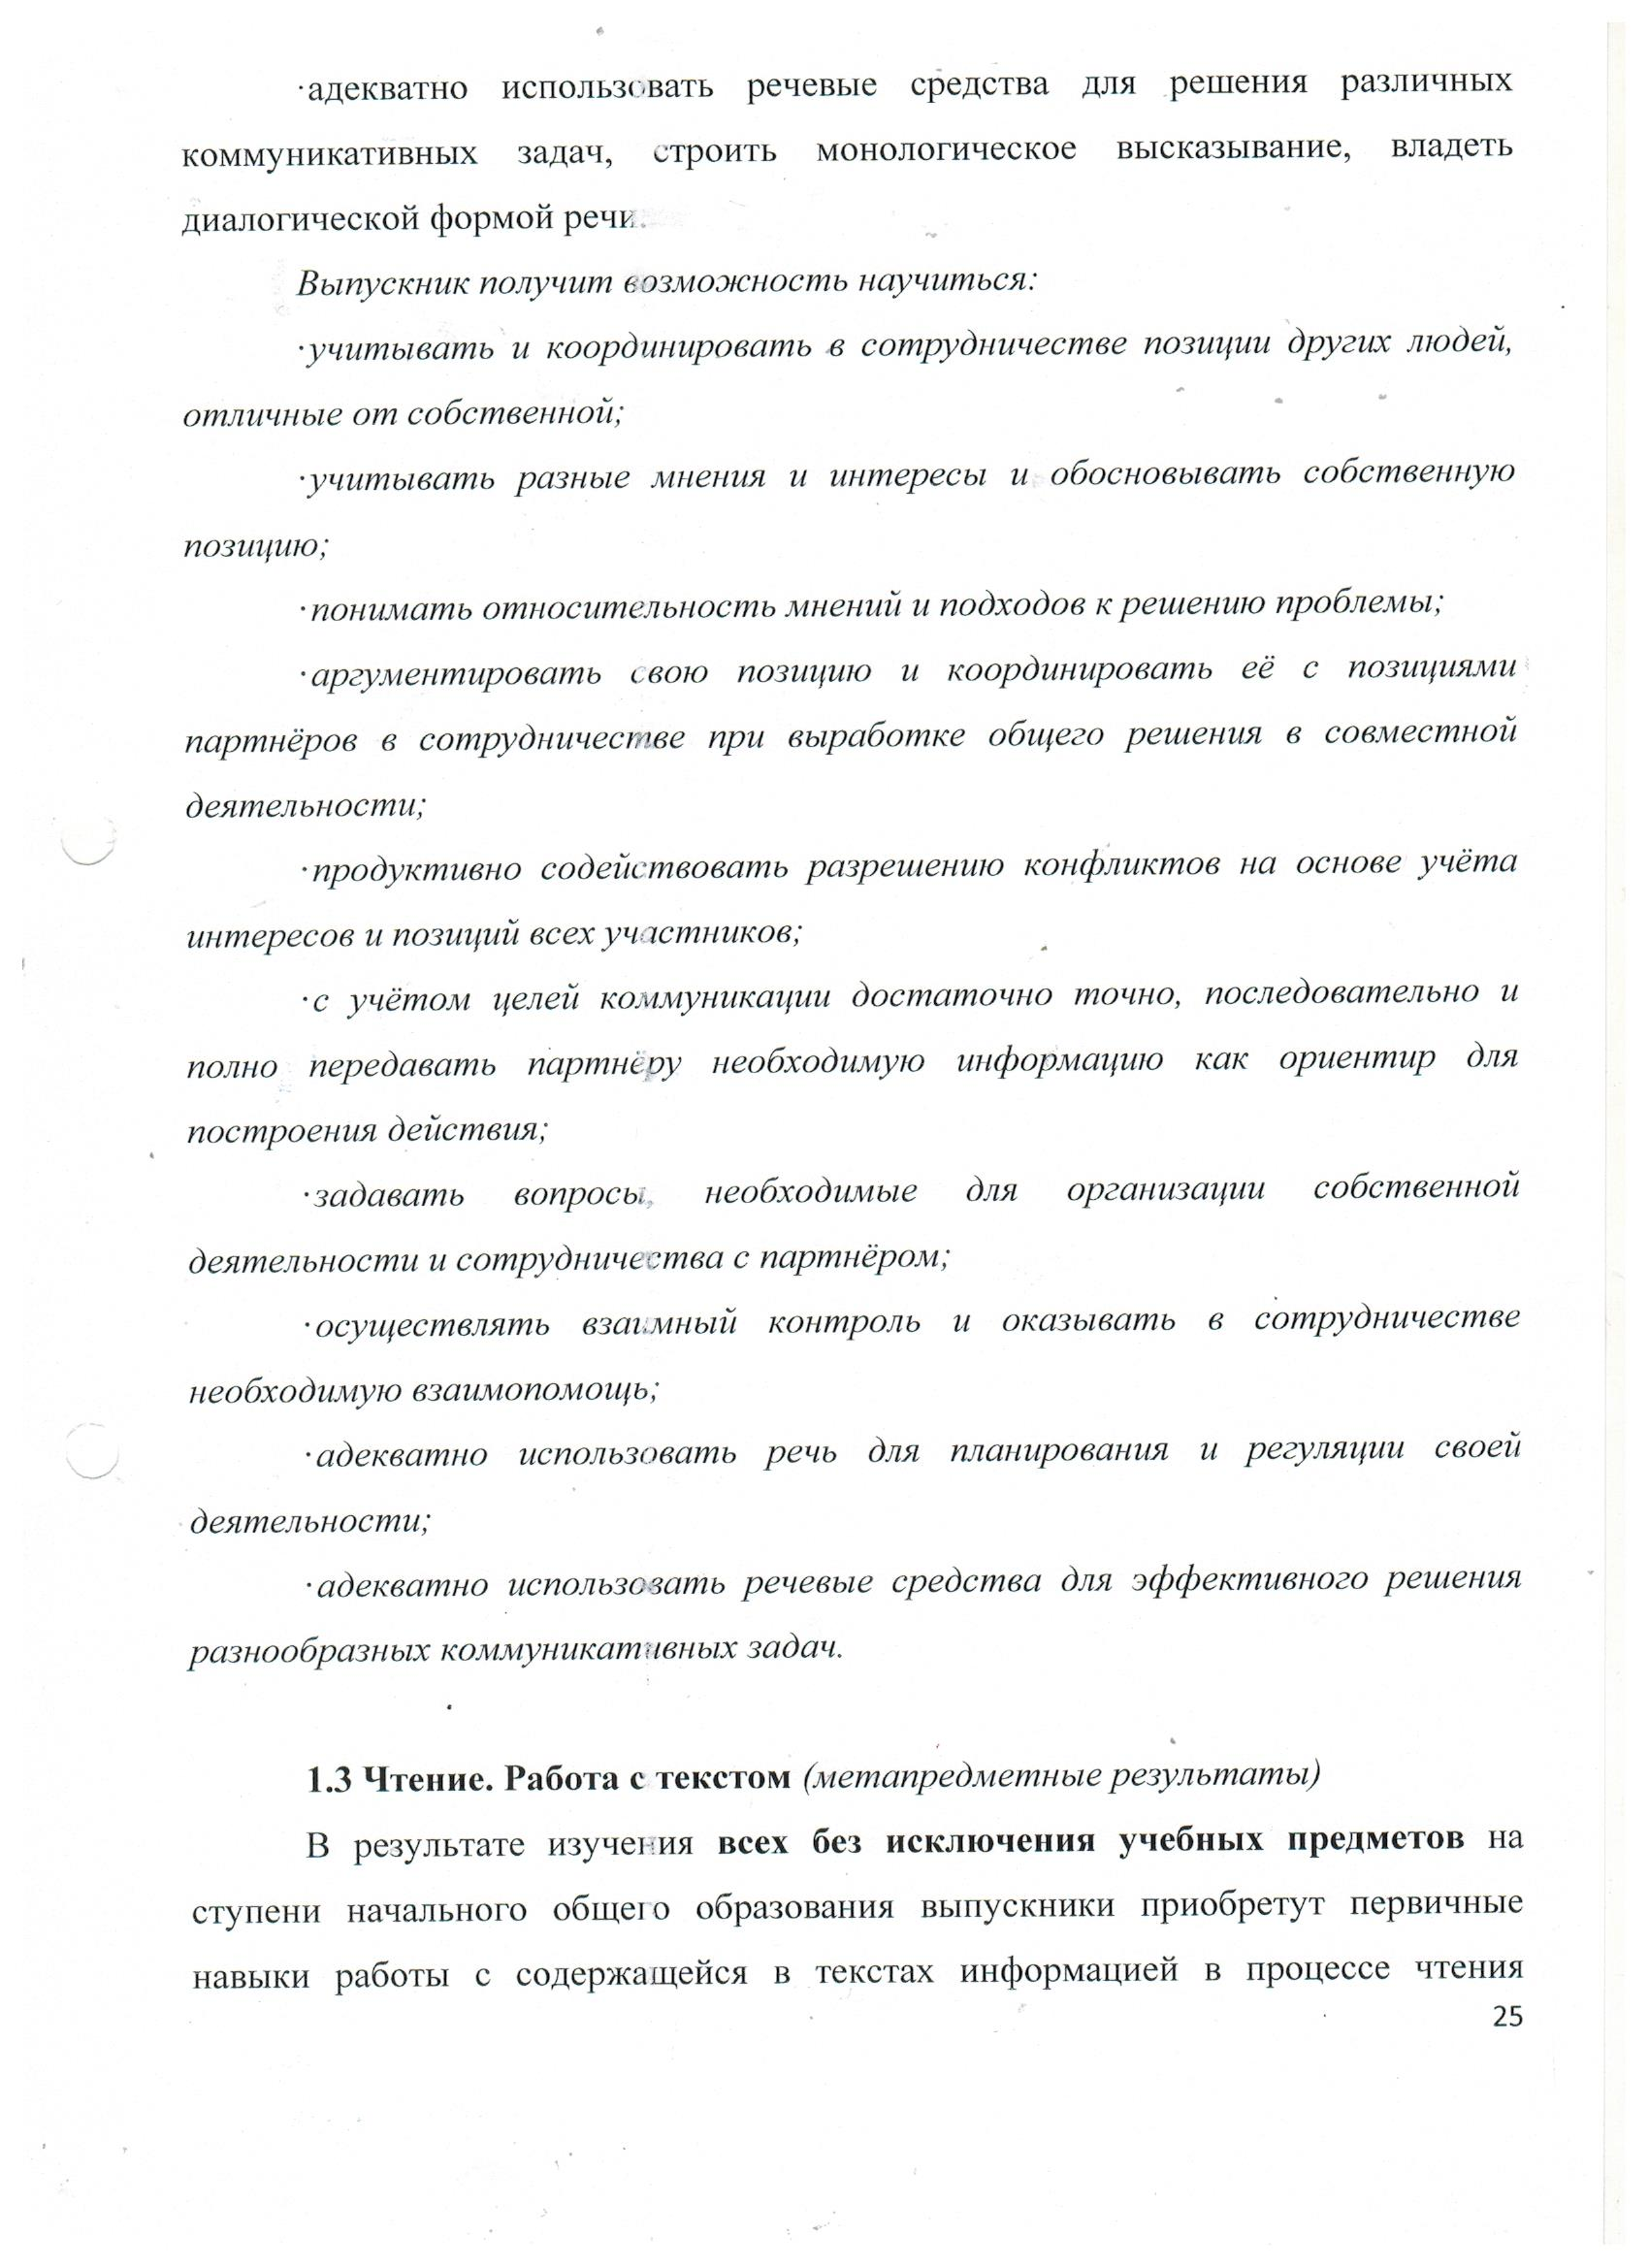 ·адекватно использовать речевые средства для решения различных
коммуникативных задач, строить монологическое высказывание, владеть
диалогической формой речи.
Выпускник получит возможность научиться:
·учитывать и координировать в сотрудничестве позиции других людей,
отличные от собственной;
·учитывать разные мнения и интересы и обосновывать собственную
позицию;
·понимать относительность мнений и подходов к решению проблемы;
·аргументировать свою позицию и координировать её с позициями
партнёров в сотрудничестве при выработке общего решения в совместной
деятельности;
·продуктивно содействовать разрешению конфликтов на основе учёта
интересов и позиций всех участников;
·с учётом целей коммуникации достаточно точно, последовательно и
полно передавать партнёру необходимую информацию как ориентир для
построения действия;
·задавать вопросы, необходимые для организации собственной
деятельности и сотрудничества с партнёром;
·осуществлять взаимный контроль и оказывать в сотрудничестве
необходимую взаимопомощь;
·адекватно использовать речь для планирования и регуляции своей
деятельности;
·адекватно использовать речевые средства для эффективного решения
разнообразных коммуникативных задач.
1.3 Чтение. Работа с текстом (метапредметные результаты)
В результате изучения всех без исключения учебных предметов на
ступени начального общего образования выпускники приобретут первичные
навыки работы с содержащейся в текстах информацией в процессе чтения
25